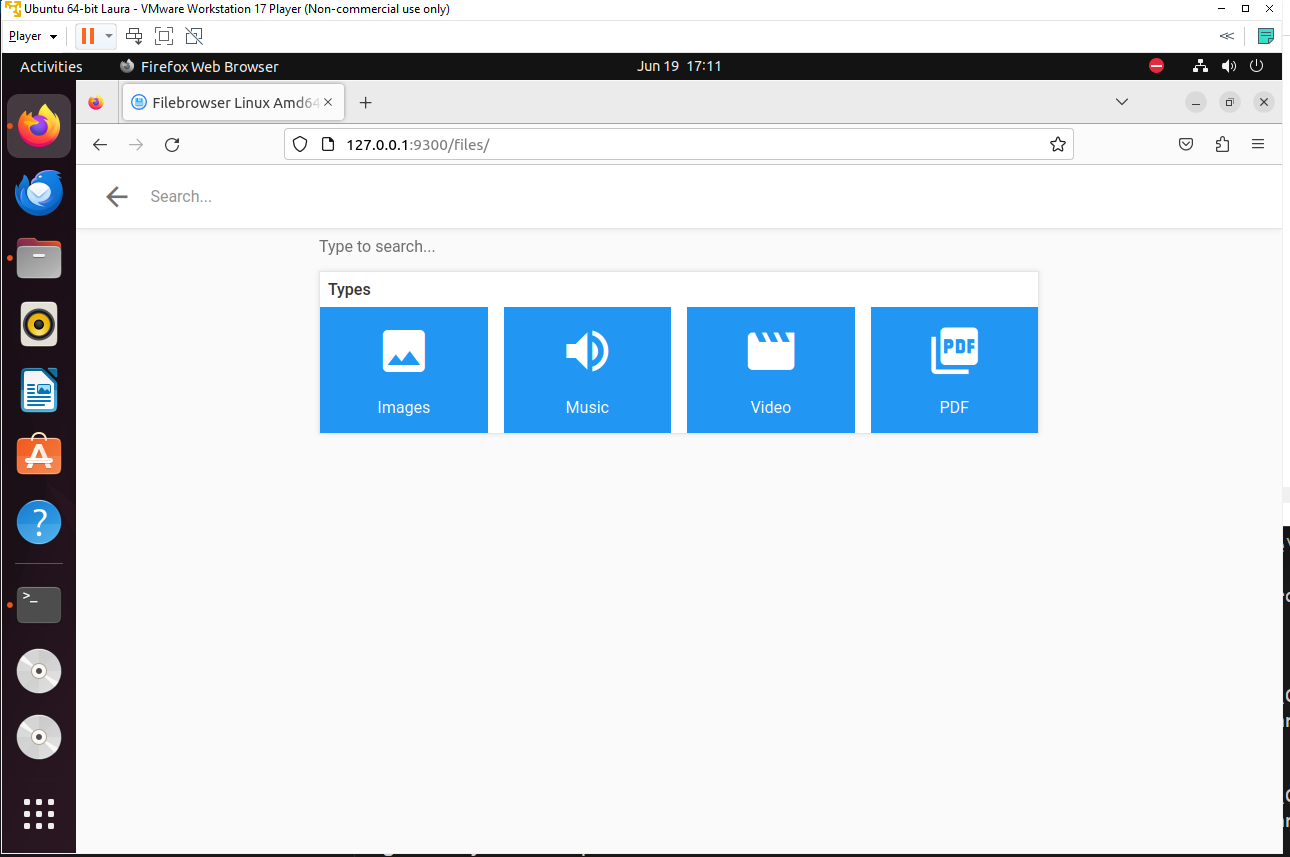 Ubuntu 64-bit Laura - VMware Workstation 17 Player (Non-commercial use only)
Player
Activities
Firefox Web Browser
Jun 19 17:11
Filebrowser Linux Amd64
127.0.0.1:9300/files/
Search...
Type to search...
Types
PDF
Images
Music
Video
PDF
>_